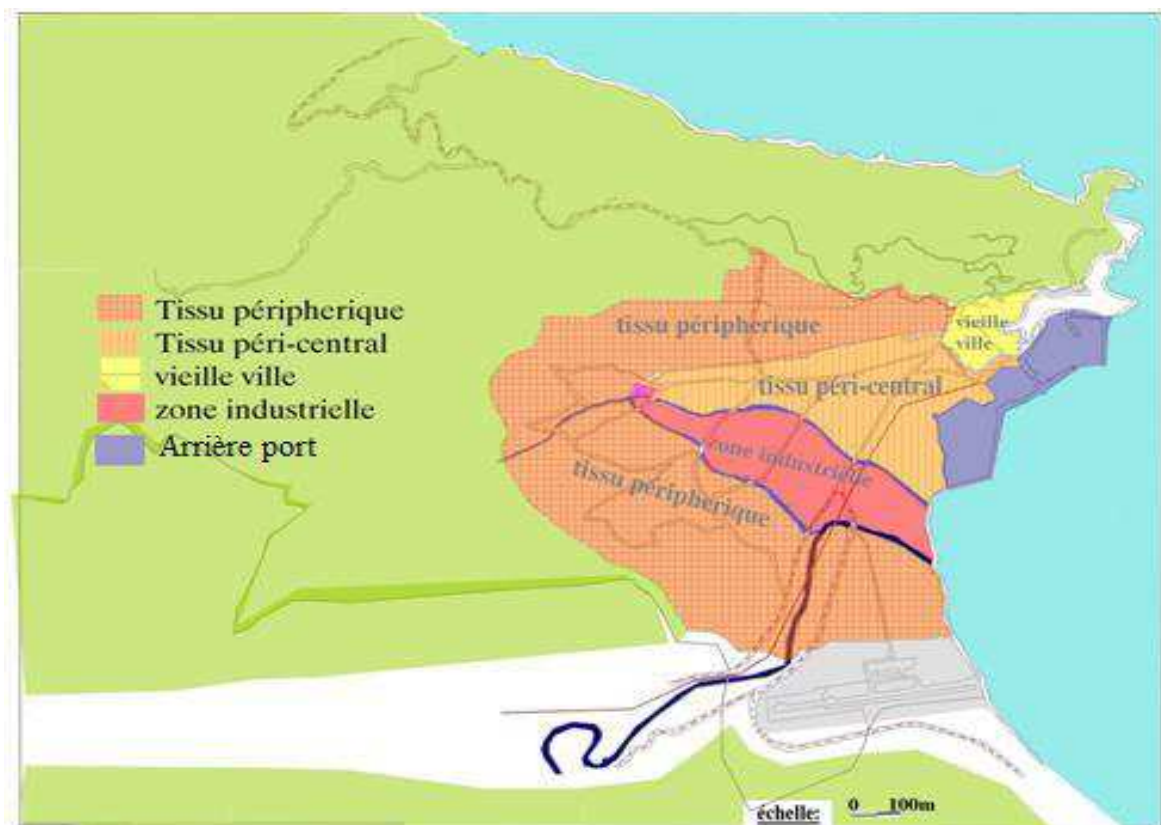 Tissu péripherique
Tissu péri-central
vieille ville
zone industrielle
Arrière port
tissu péripherique
vieille
ville
tissu péri-central
zone industrielle
tissu péripherique
échelle: 0 100m